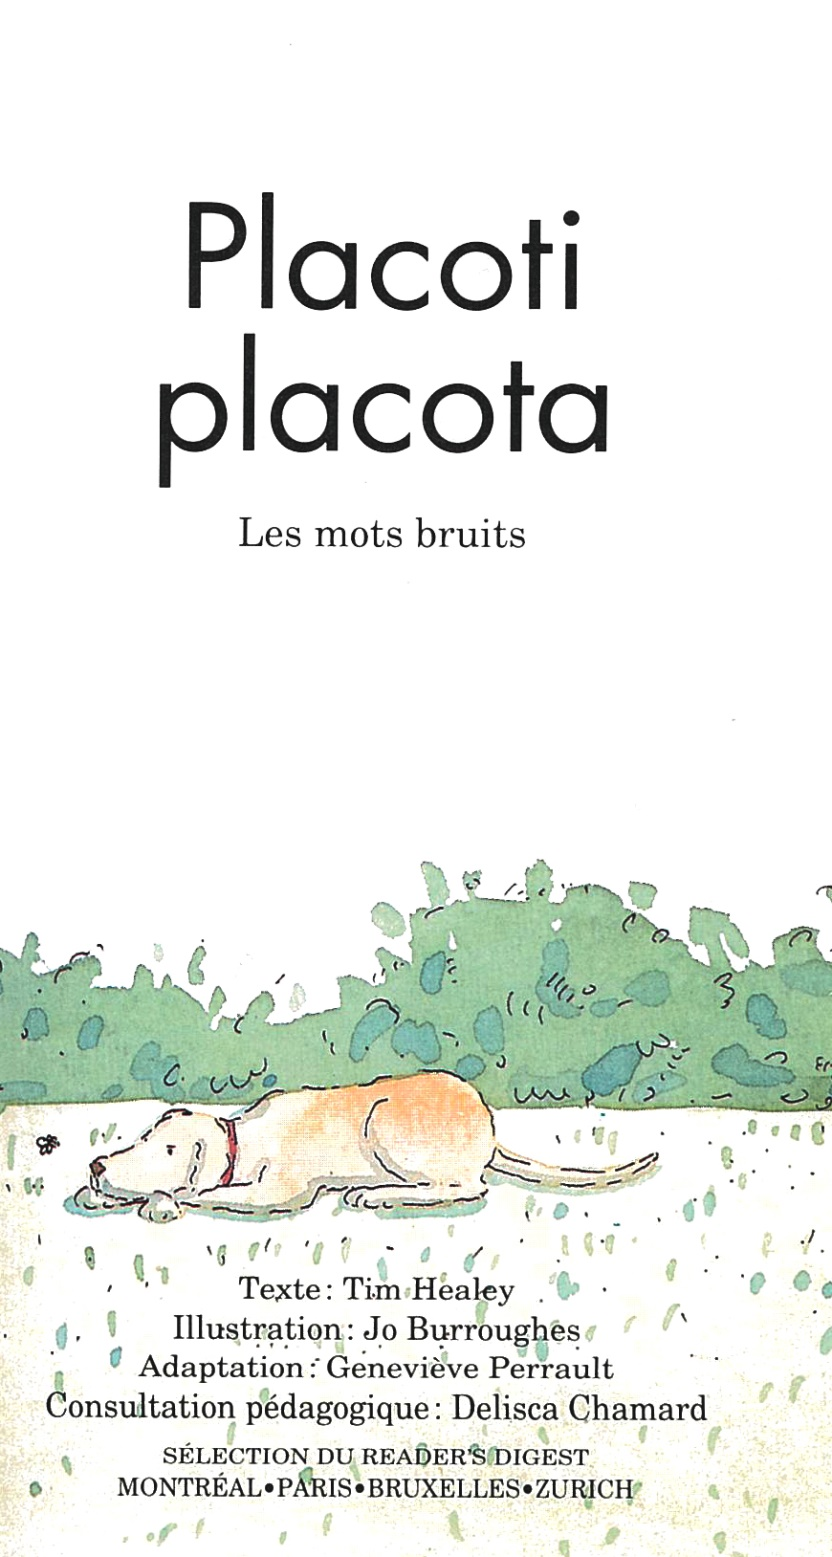 Placoti
placota
Les mots bruits
Texte : Tim Healey
Illustration : Jo Burroughes
Adaptation : Geneviève Perrault
Consultation pédagogique : Delisca Chamard
SÉLECTION DU READER'S DIGEST
MONTRÉAL•PARIS•BRUXELLES•ZURICH